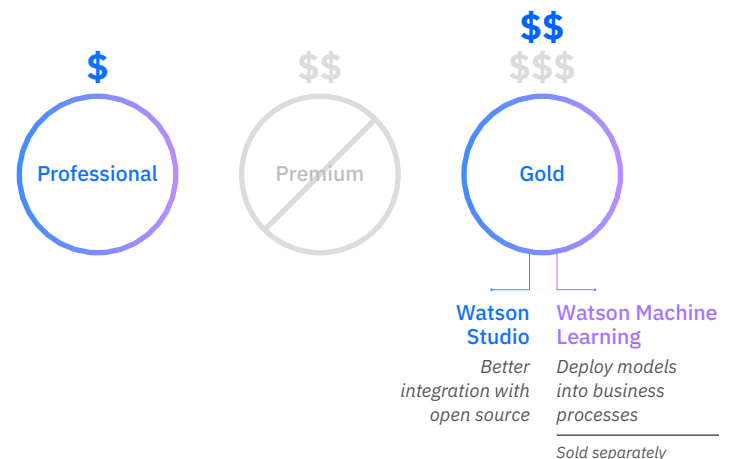 $$
$
$$
$$$
Professional
Premium
Gold
Watson
Studio
Better
integration with
open source
Watson Machine
Learning
Deploy models
into business
processes
Sold separately